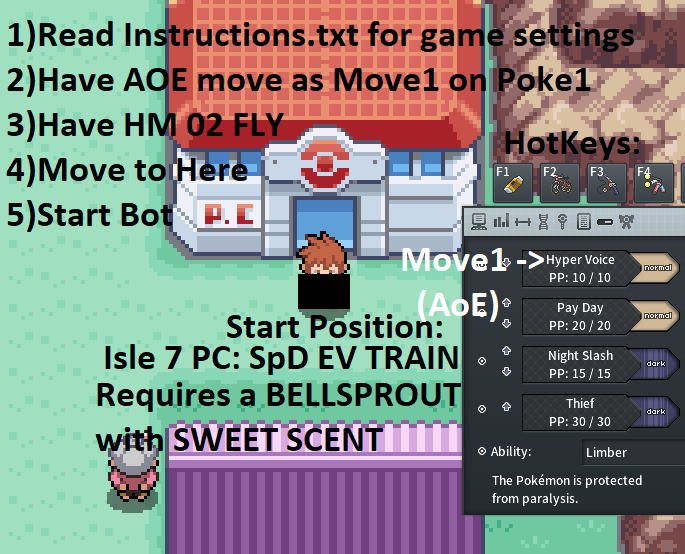 1)Read Instructions.txt for game settings
2)Have AOE move as Move1 on Poke1
3)Have HM 02 FLY
4)Move to Here
5)Start Bot
P.C
HotKeys:
F1 F2 F3 F4
Move1 ->
(AoE)
Hyper Voice
PP: 10 / 10
normal
Pay Day
PP: 20 / 20
normal
Night Slash
PP: 15 / 15
dark
Thief
PP: 30 / 30
dark
Ability: Limber
The Pokémon is protected
from paralysis.
Start Position:
Isle 7 PC: SpD EV TRAIN
Requires a BELLSPROUT
with SWEET SCENT